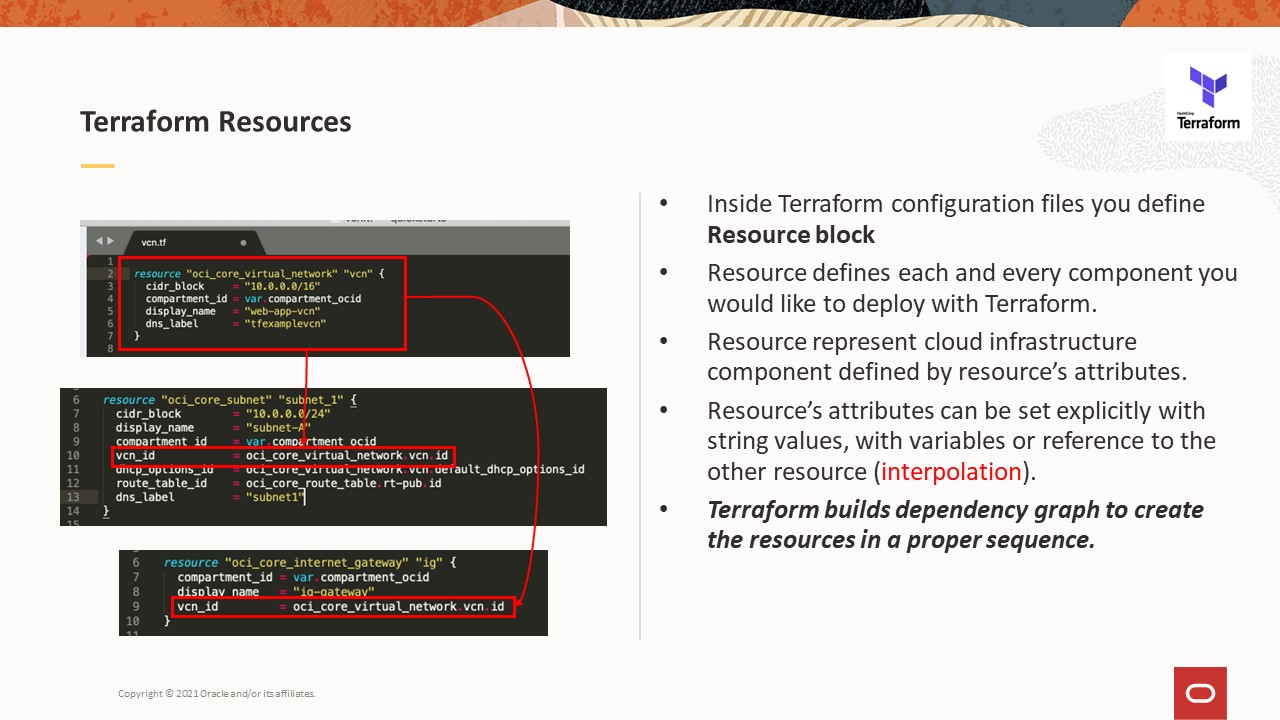 HashiCorp
Terraform
Terraform Resources
vcn.tf
1
2 resource "oci_core_virtual_network" "vcn" {
3 cidr_block = "10.0.0.0/16"
4 compartment_id = var.compartment_ocid
5 display_name = "web-app-vcn"
6 dns_label = "tfexamplevcn"
7 }
8
6 resource "oci_core_subnet" "subnet_1" {
7 cidr_block = "10.0.0.0/24"
8 display_name = "subnet-A"
9 compartment_id = var.compartment_ocid
10 vcn_id = oci_core_virtual_network.vcn.id
11 dhcp_options_id = oci_core_virtual_network.vcn.default_dhcp_options_id
12 route_table_id = oci_core_route_table.rt-pub.id
13 dns_label = "subnet1"
14 }
15
6 resource "oci_core_internet_gateway" "ig" {
7 compartment_id = var.compartment_ocid
8 display_name = "ig-gateway"
9 vcn_id = oci_core_virtual_network.vcn.id
10 }
11
• Inside Terraform configuration files you define
Resource block
• Resource defines each and every component you
would like to deploy with Terraform.
• Resource represent cloud infrastructure
component defined by resource’s attributes.
• Resource’s attributes can be set explicitly with
string values, with variables or reference to the
other resource (interpolation).
• Terraform builds dependency graph to create
the resources in a proper sequence.
Copyright © 2021 Oracle and/or its affiliates.